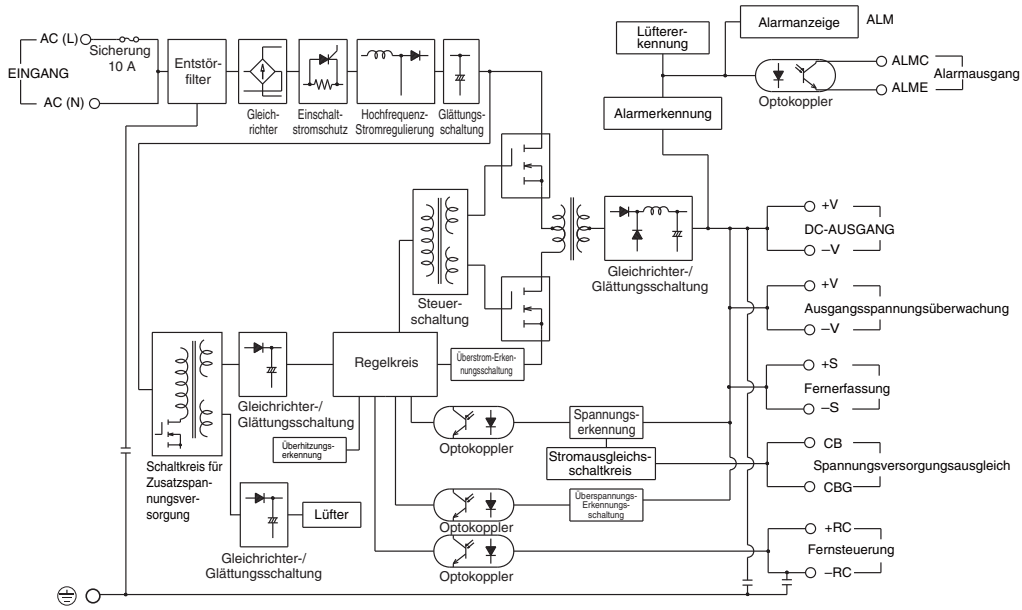 AC (L)
Sicherung
10 A
EINGANG
AC (N)
Entstör-
filter
Gleich-
richter
Einschalt-
stromschutz
Hochfrequenz-
Stromregulierung
Glättungs-
schaltung
Lüfterer-
kennung
Alarmanzeige
ALM
ALMC
Alarmausgang
ALME
Optokoppler
Alarmerkennung
Steuer-
schaltung
Gleichrichter-/
Glättungsschaltung
+V
DC-AUSGANG
–V
+V
Ausgangsspannungsüberwachung
–V
+S
Fernerfassung
–S
CB
Spannungsversorgungsausgleich
CBG
+RC
Fernsteuerung
–RC
Regelkreis
Überstrom-Erken-
nungsschaltung
Gleichrichter-/
Glättungsschaltung
Überhitzungs-
erkennung
Schaltkreis für
Zusatzspan-
nungsver-
sorgung
Lüfter
Gleichrichter-/
Glättungsschaltung
Optokoppler
Spannungs-
erkennung
Stromausgleichs-
schaltkreis
Überspannungs-
Erkennungs-
schaltung
Optokoppler
Optokoppler